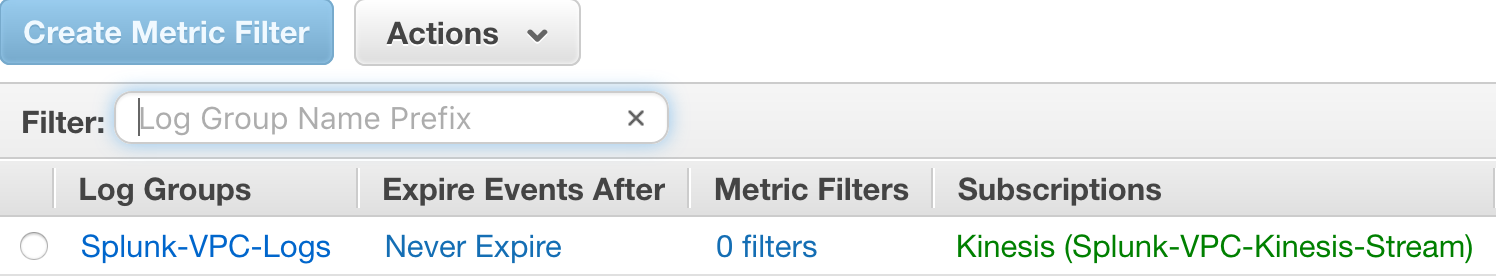 Create Metric Filter Actions
Filter: Log Group Name Prefix
Log Groups Expire Events After Metric Filters Subscriptions
Splunk-VPC-Logs Never Expire 0 filters Kinesis (Splunk-VPC-Kinesis-Stream)